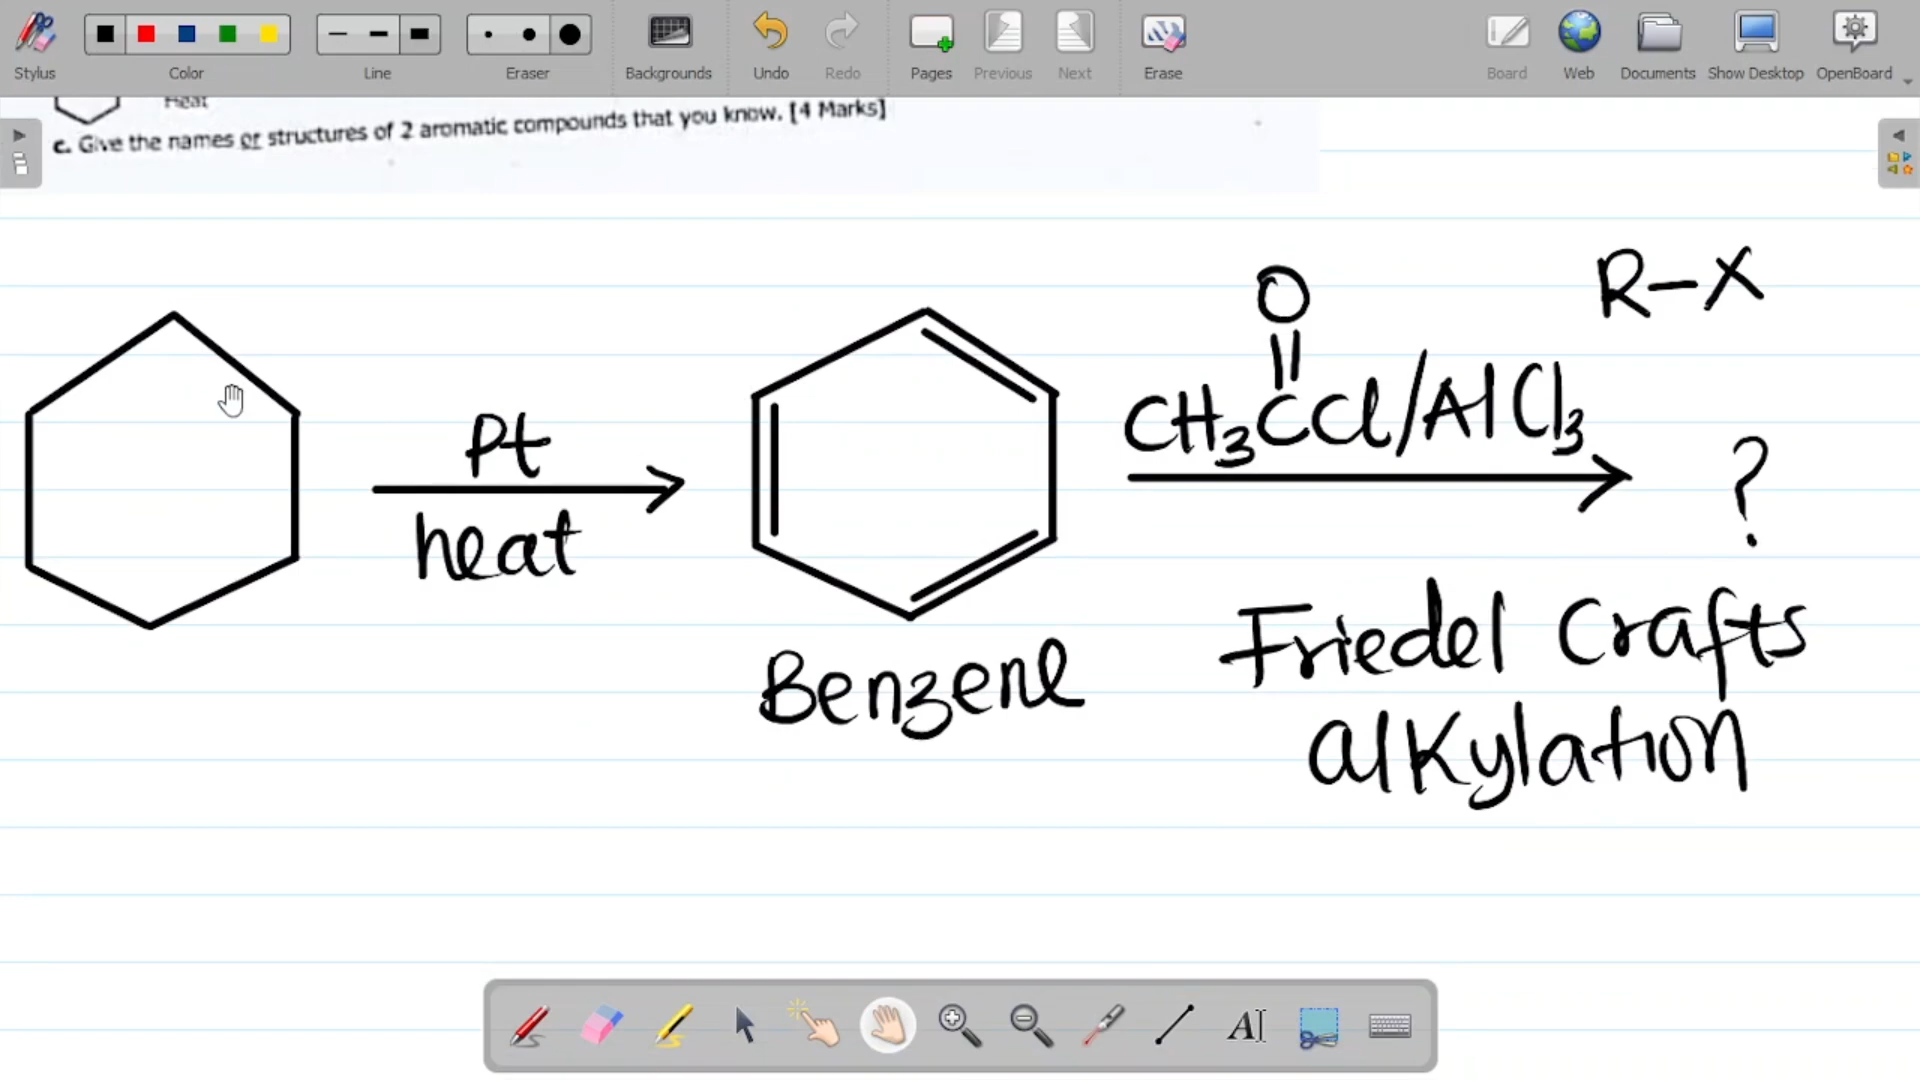 Stylus
Color
Line
Eraser
Backgrounds
Undo
Redo
Pages
Previous
Next
Erase
Board
Web
Documents
Show Desktop
OpenBoard
Heat
c. Give the names or structures of 2 aromatic compounds that you know. [4 Marks]
R-X
O
CH3CCl/AlCl3
Pt
heat
?
Benzene
Friedel Crafts
alkylation